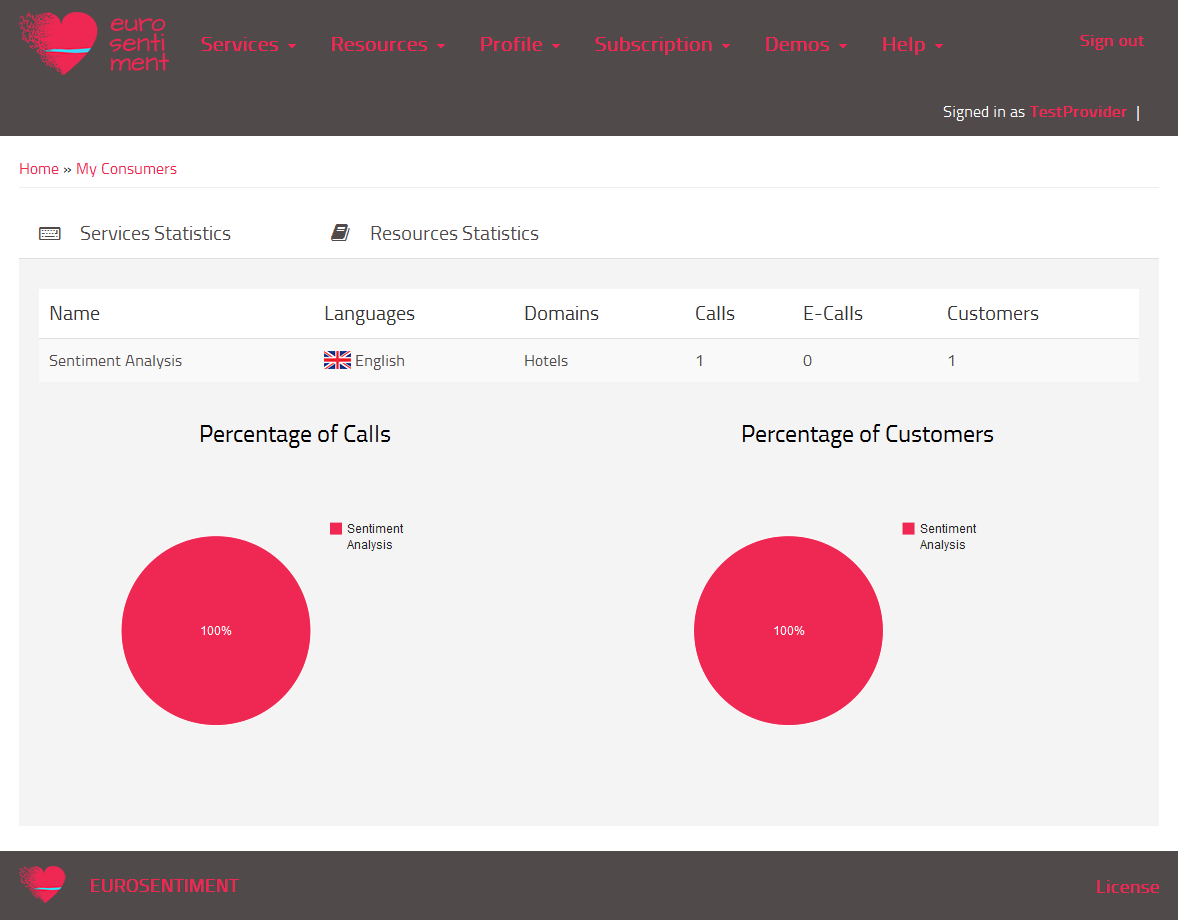 euro
senti
ment
Services Resources Profile Subscription Demos Help Sign out
Signed in as TestProvider |
Home » My Consumers
Services Statistics Resources Statistics
Name Languages Domains Calls E-Calls Customers
Sentiment Analysis English Hotels 1 0 1
Percentage of Calls Percentage of Customers
Sentiment
Analysis
100%
Sentiment
Analysis
100%
EUROSENTIMENT License